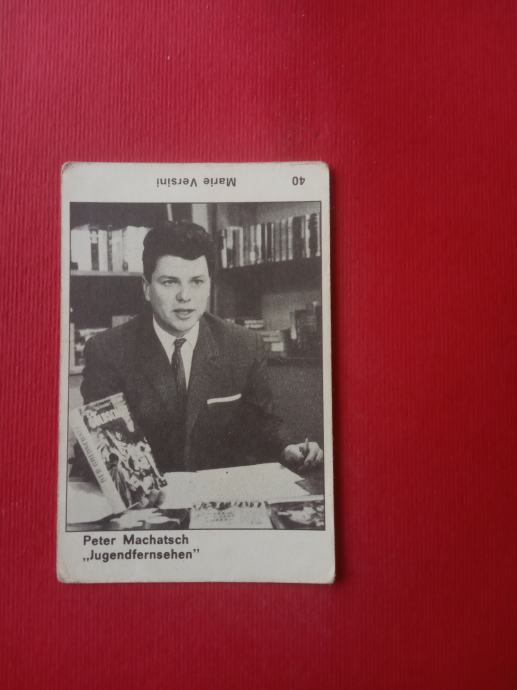 40 Marie Versini
Peter Machatsch
„Jugendfernsehen"